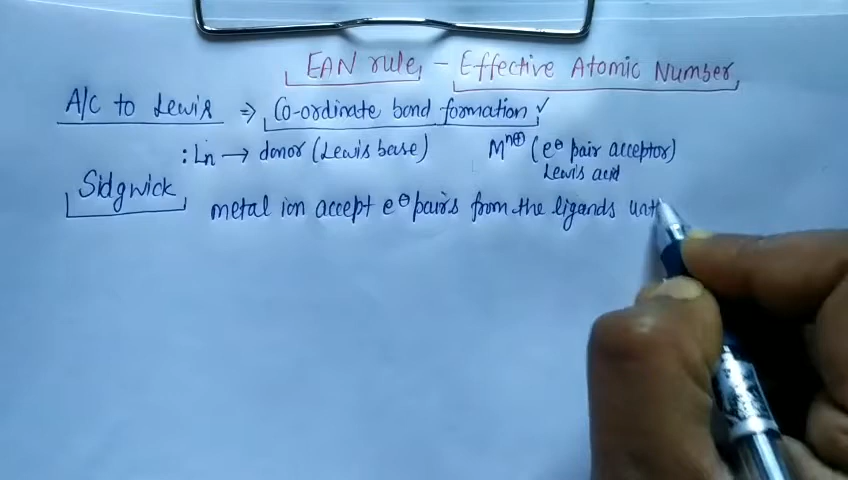 EAN rule - Effective Atomic Number
A/C to Lewis ⇒ Co-ordinate bond formation ✓
:Ln → donor (Lewis base) Mn⊕ (e⊖ pair acceptor)
Lewis acid
Sidgwick
metal ion accept e⊖ pairs from the ligands unt